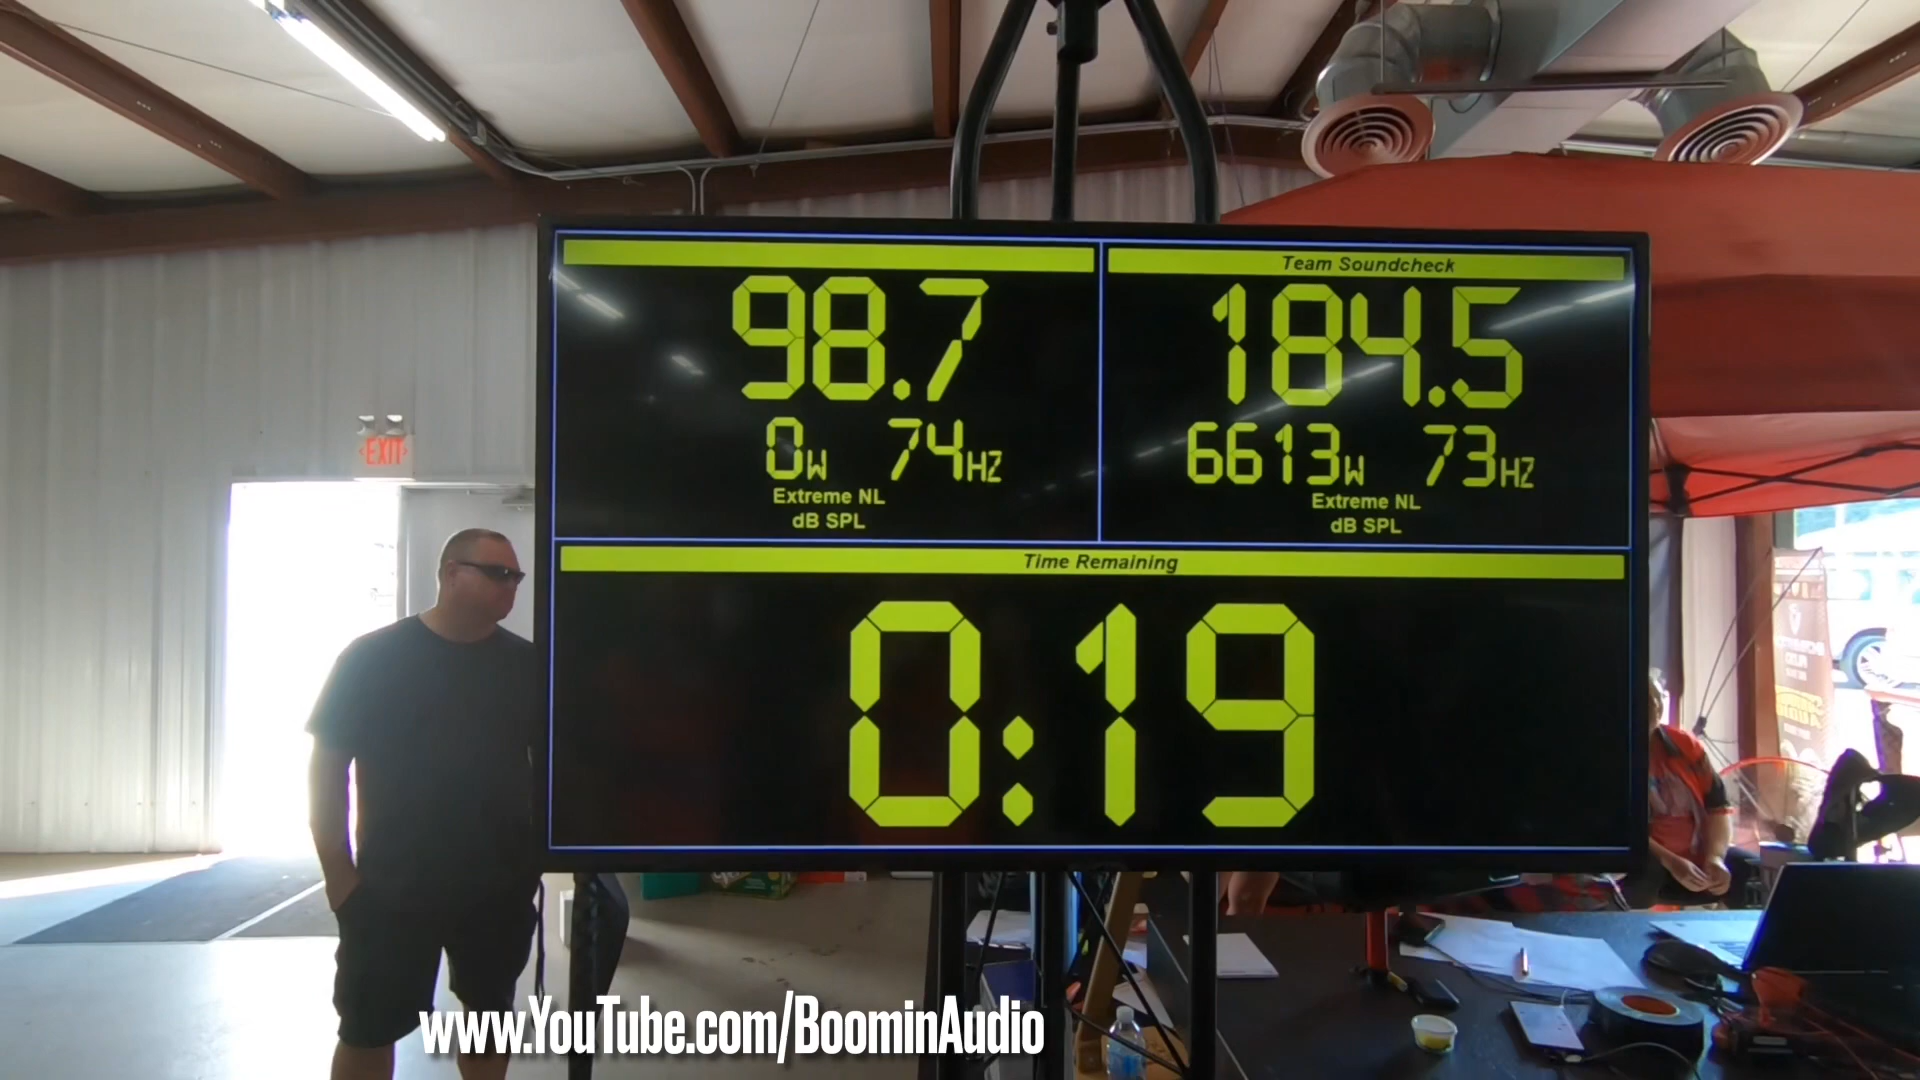 98.7
0W 74HZ
Extreme NL
dB SPL
Team Soundcheck
184.5
6613W 73HZ
Extreme NL
dB SPL
Time Remaining
0:19
EXIT
www.YouTube.com/BoominAudio